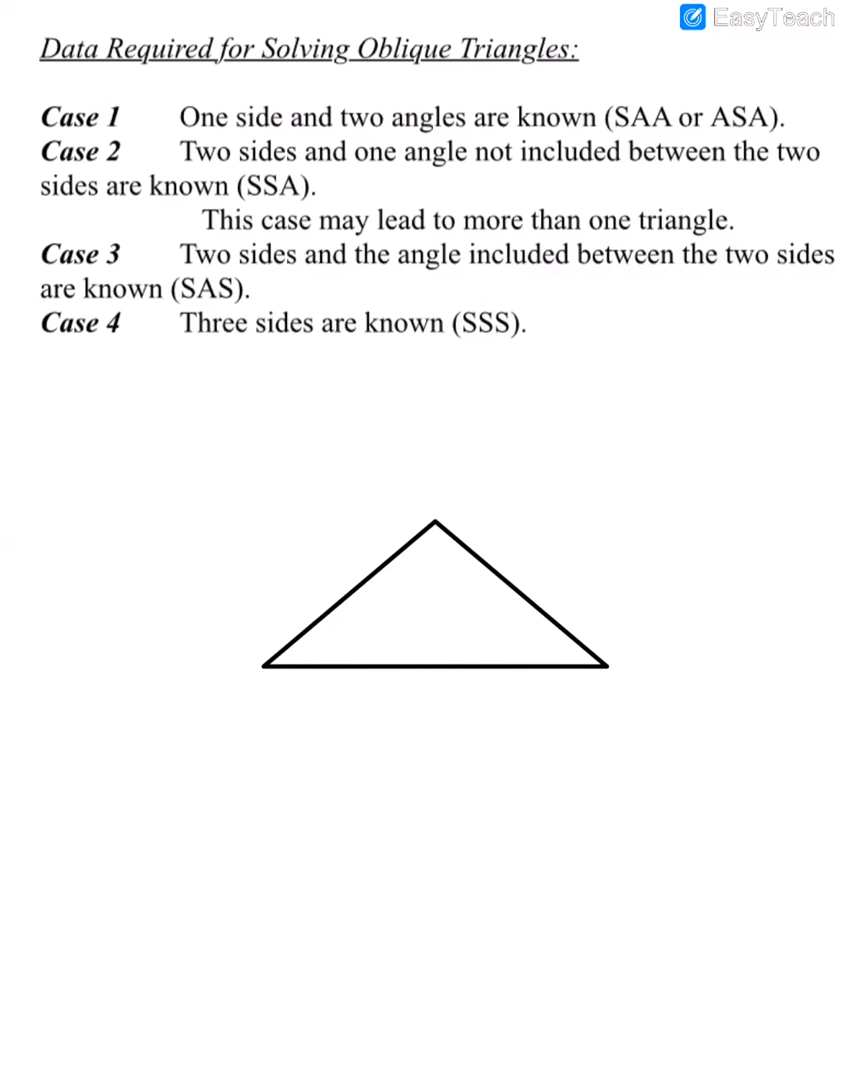 EasyTeach
Data Required for Solving Oblique Triangles:
Case 1 One side and two angles are known (SAA or ASA).
Case 2 Two sides and one angle not included between the two
sides are known (SSA).
This case may lead to more than one triangle.
Case 3 Two sides and the angle included between the two sides
are known (SAS).
Case 4 Three sides are known (SSS).